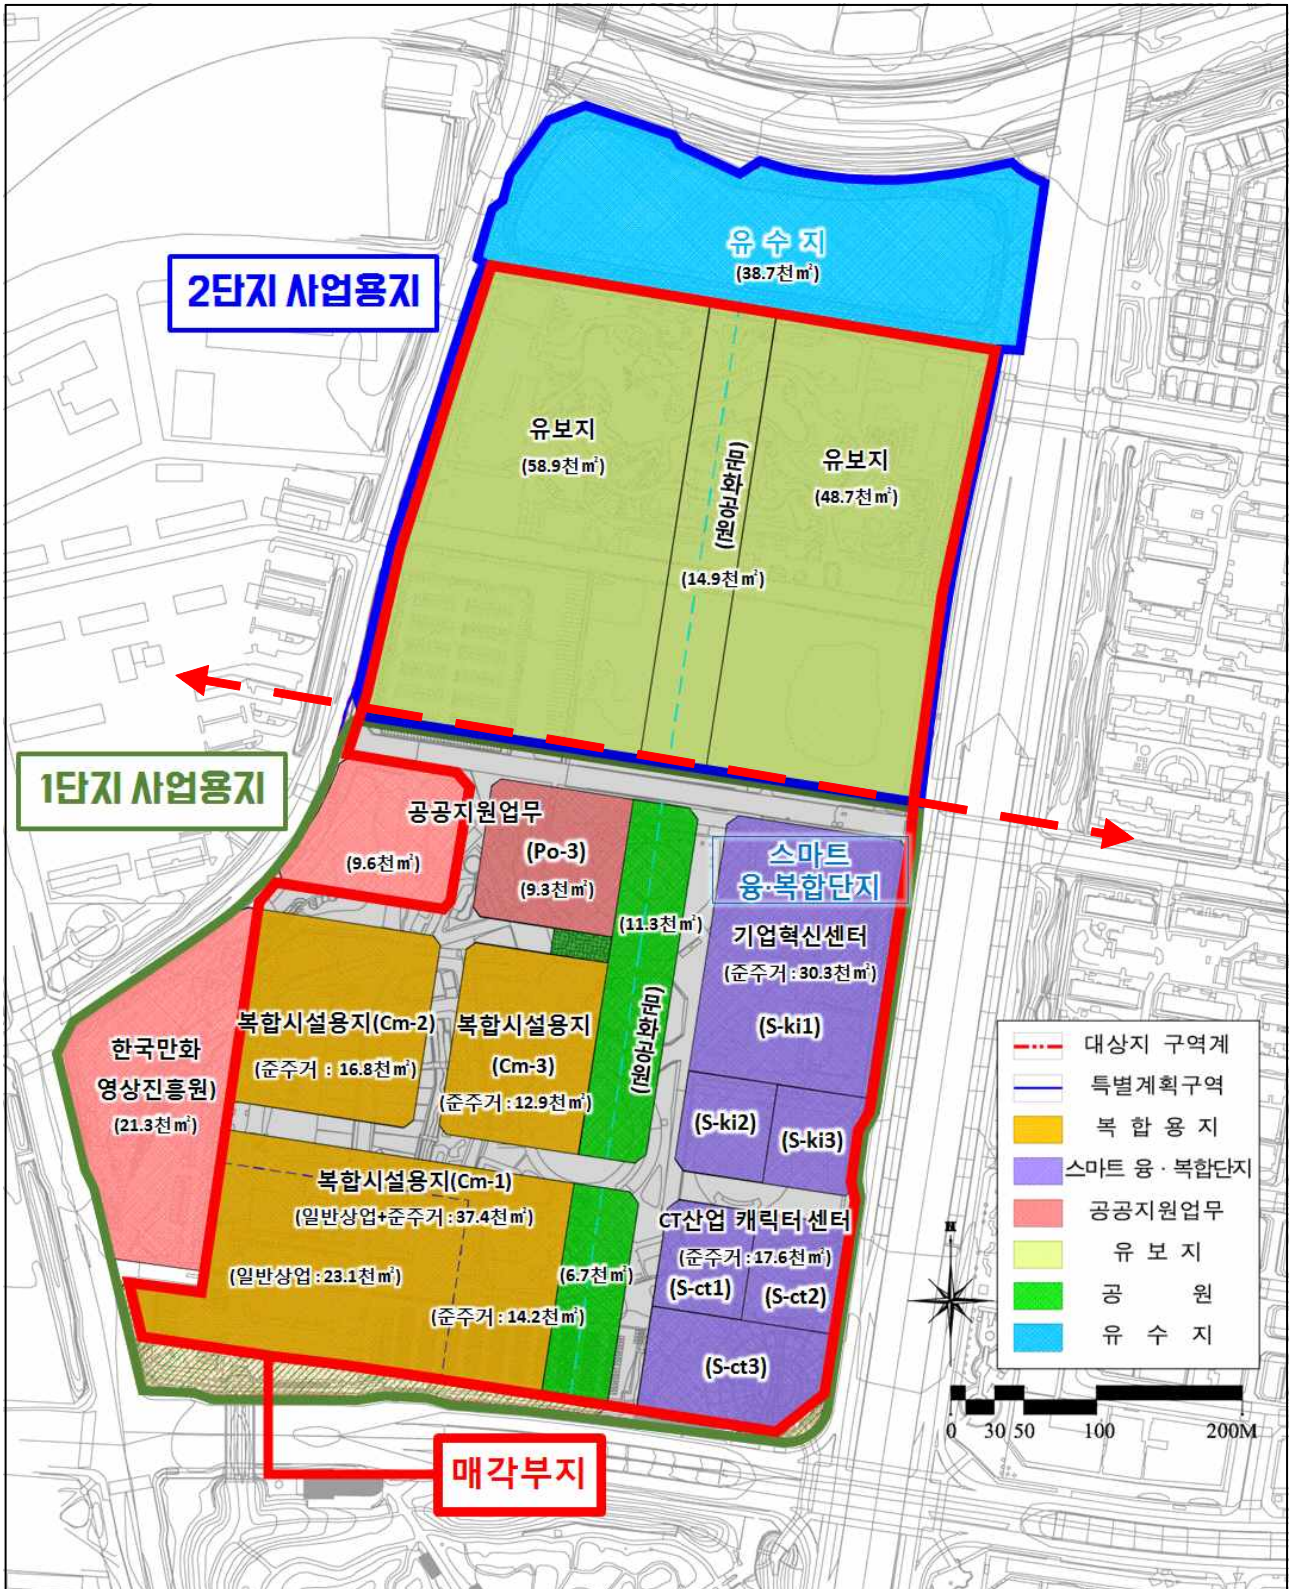 유 수 지
(38.7천㎡)
2단지 사업용지
유보지
(58.9천㎡)
유보지
(48.7천㎡)
(문화공원)
(14.9천㎡)
1단지 사업용지
공공지원업무
(9.6천㎡)
(Po-3)
(9.3천㎡)
스마트
융·복합단지
(11.3천㎡)
기업혁신센터
(준주거 : 30.3천㎡)
(S-ki1)
(문화공원)
복합시설용지(Cm-2)
(준주거 : 16.8천㎡)
복합시설용지
(Cm-3)
(준주거 : 12.9천㎡)
한국만화
영상진흥원)
(21.3천㎡)
(S-ki2)
(S-ki3)
복합시설용지(Cm-1)
(일반상업+준주거 : 37.4천㎡)
(일반상업 : 23.1천㎡)
(준주거 : 14.2천㎡)
(6.7천㎡)
CT산업 캐릭터 센터
(준주거 : 17.6천㎡)
(S-ct1)
(S-ct2)
(S-ct3)
매각부지
대상지 구역계
특별계획구역
복 합 용 지
스마트 융 · 복합단지
공공지원업무
유 보 지
공 원
유 수 지
0 30 50 100 200M